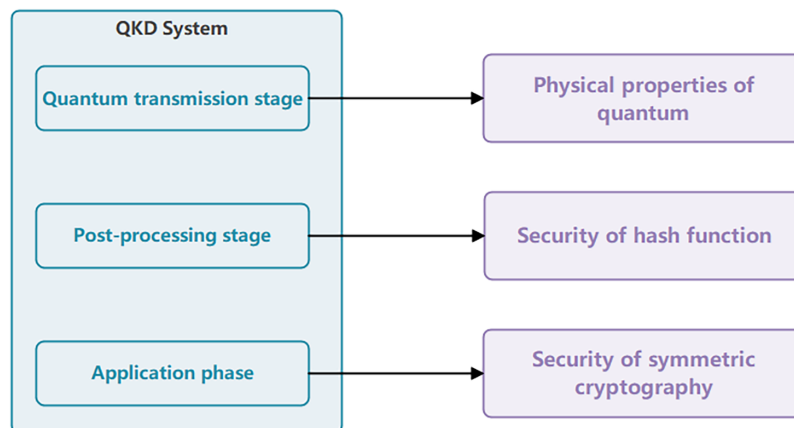 QKD System
Quantum transmission stage
Physical properties of
quantum
Post-processing stage
Security of hash function
Application phase
Security of symmetric
cryptography